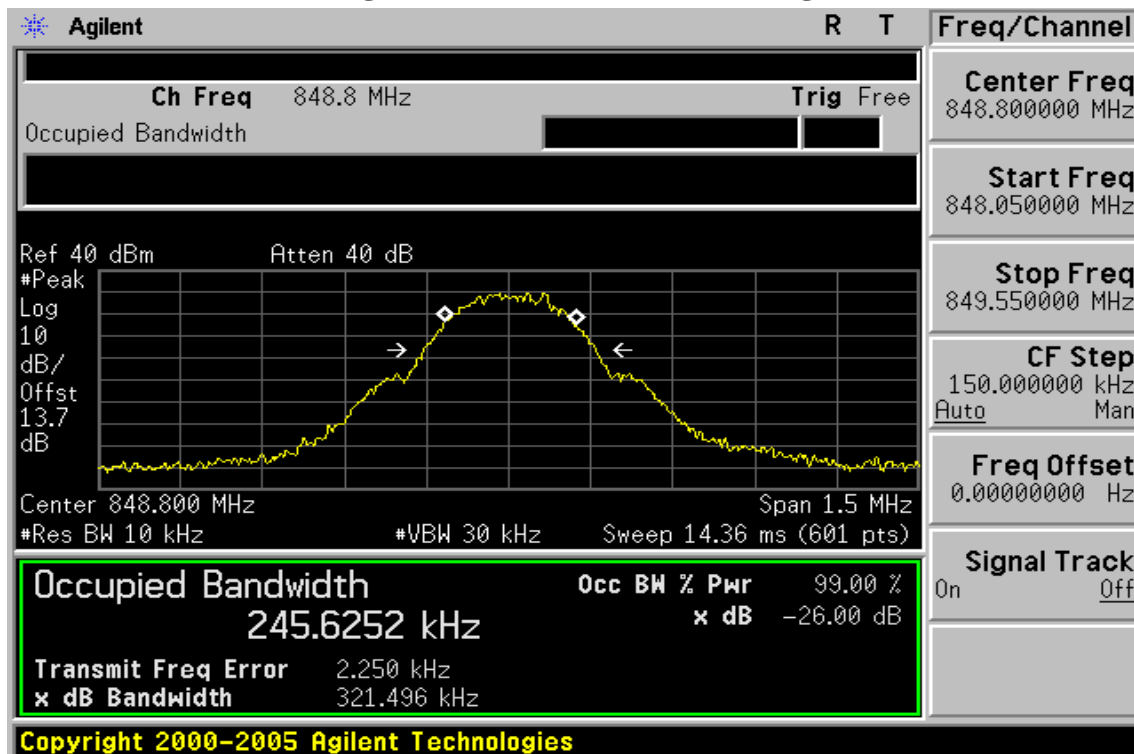 Agilent R T
Ch Freq 848.8 MHz Trig Free
Occupied Bandwidth
Ref 40 dBm Atten 40 dB
#Peak
Log
10
dB/
Offst
13.7
dB
Center 848.800 MHz Span 1.5 MHz
#Res BW 10 kHz #VBW 30 kHz Sweep 14.36 ms (601 pts)
Occupied Bandwidth Occ BW % Pwr 99.00 %
245.6252 kHz x dB -26.00 dB
Transmit Freq Error 2.250 kHz
x dB Bandwidth 321.496 kHz
Copyright 2000-2005 Agilent Technologies
Freq/Channel
Center Freq
848.800000 MHz
Start Freq
848.050000 MHz
Stop Freq
849.550000 MHz
CF Step
150.000000 kHz
Auto Man
Freq Offset
0.00000000 Hz
Signal Track
On Off